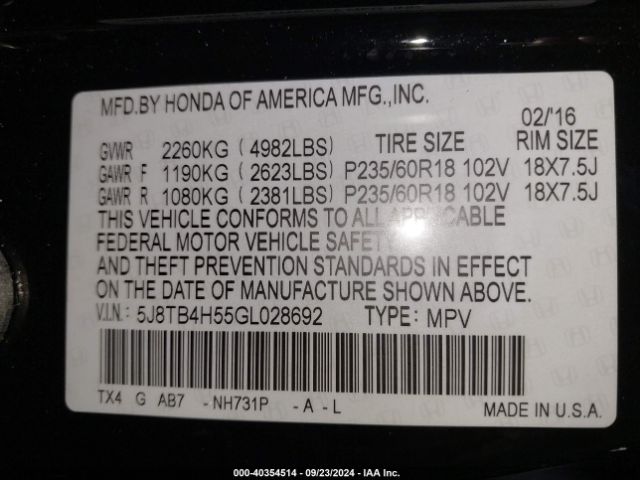 MFD.BY HONDA OF AMERICA MFG.,INC.
02/'16
GVWR 2260KG (4982LBS) TIRE SIZE RIM SIZE
GAWR F 1190KG (2623LBS) P235/60R18 102V 18X7.5J
GAWR R 1080KG (2381LBS) P235/60R18 102V 18X7.5J
THIS VEHICLE CONFORMS TO ALL APPLICABLE
FEDERAL MOTOR VEHICLE SAFETY
AND THEFT PREVENTION STANDARDS IN EFFECT
ON THE DATE OF MANUFACTURE SHOWN ABOVE.
V.I.N.: 5J8TB4H55GL028692 TYPE: MPV
TX4 G AB7 -NH731P -A-L MADE IN U.S.A.
000-40354514 - 09/23/2024 - IAA Inc.